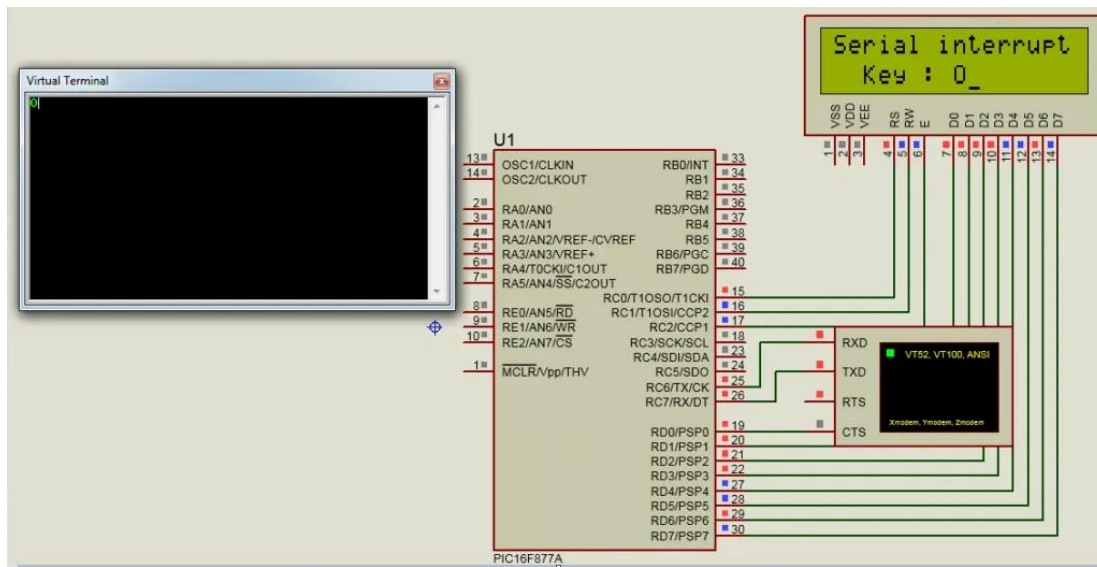 Virtual Terminal
O
Serial interrupt
Key : O_
VSS
VDD
VEE
RS
RW
E
D0
D1
D2
D3
D4
D5
D6
D7
1
2
3
4
5
6
7
8
9
10
11
12
13
14
U1
13
OSC1/CLKIN
14
OSC2/CLKOUT
2
RA0/AN0
3
RA1/AN1
4
RA2/AN2/VREF-/CVREF
5
RA3/AN3/VREF+
6
RA4/T0CKI/C1OUT
7
RA5/AN4/SS/C2OUT
8
RE0/AN5/RD
9
RE1/AN6/WR
10
RE2/AN7/CS
1
MCLR/Vpp/THV
RB0/INT
33
RB1
34
RB2
35
RB3/PGM
36
RB4
37
RB5
38
RB6/PGC
39
RB7/PGD
40
RC0/T1OSO/T1CKI
15
RC1/T1OSI/CCP2
16
RC2/CCP1
17
RC3/SCK/SCL
18
RC4/SDI/SDA
23
RC5/SDO
24
RC6/TX/CK
25
RC7/RX/DT
26
RD0/PSP0
19
RD1/PSP1
20
RD2/PSP2
21
RD3/PSP3
22
RD4/PSP4
27
RD5/PSP5
28
RD6/PSP6
29
RD7/PSP7
30
PIC16F877A
RXD
TXD
RTS
CTS
VT52, VT100, ANSI
Xmodem, Ymodem, Zmodem